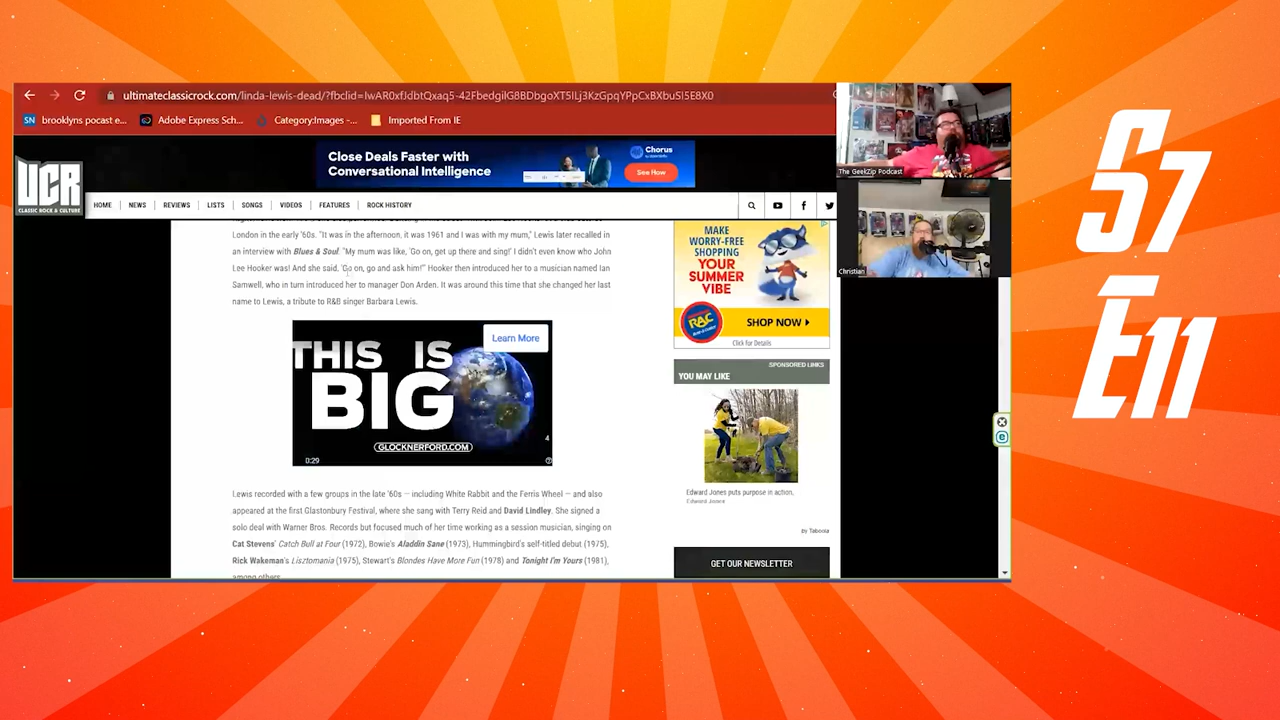 ultimateclassicrock.com/linda-lewis-dead/?fbclid=IwAR0xfJdbtQxaq5-42FbedgilG8BDbgoXT5ILj3KzGpqYPpCxBXbuSI5E8X0
SN brooklyns pocast e... Adobe Express Sch... Category:Images -... Imported From IE
Close Deals Faster with
Conversational Intelligence
Chorus
See How
UCR
CLASSIC ROCK & CULTURE
HOME NEWS REVIEWS LISTS SONGS VIDEOS FEATURES ROCK HISTORY
The GeekZip Podcast
Christian
S7
E11
London in the early '60s. "It was in the afternoon, it was 1961 and I was with my mum," Lewis later recalled in
an interview with Blues & Soul. "My mum was like, 'Go on, get up there and sing!' I didn't even know who John
Lee Hooker was! And she said, 'Go on, go and ask him!'" Hooker then introduced her to a musician named Ian
Samwell, who in turn introduced her to manager Don Arden. It was around this time that she changed her last
name to Lewis, a tribute to R&B singer Barbara Lewis.
THIS IS
BIG
Learn More
GLOCKNERFORD.COM
0:29
Lewis recorded with a few groups in the late '60s — including White Rabbit and the Ferris Wheel — and also
appeared at the first Glastonbury Festival, where she sang with Terry Reid and David Lindley. She signed a
solo deal with Warner Bros. Records but focused much of her time working as a session musician, singing on
Cat Stevens' Catch Bull at Four (1972), Bowie's Aladdin Sane (1973), Hummingbird's self-titled debut (1975),
Rick Wakeman's Lisztomania (1975), Stewart's Blondes Have More Fun (1978) and Tonight I'm Yours (1981),
among others.
MAKE
WORRY-FREE
SHOPPING
YOUR
SUMMER
VIBE
RAC
SHOP NOW
Click for Details
SPONSORED LINKS
YOU MAY LIKE
Edward Jones puts purpose in action.
Edward Jones
by Taboola
GET OUR NEWSLETTER